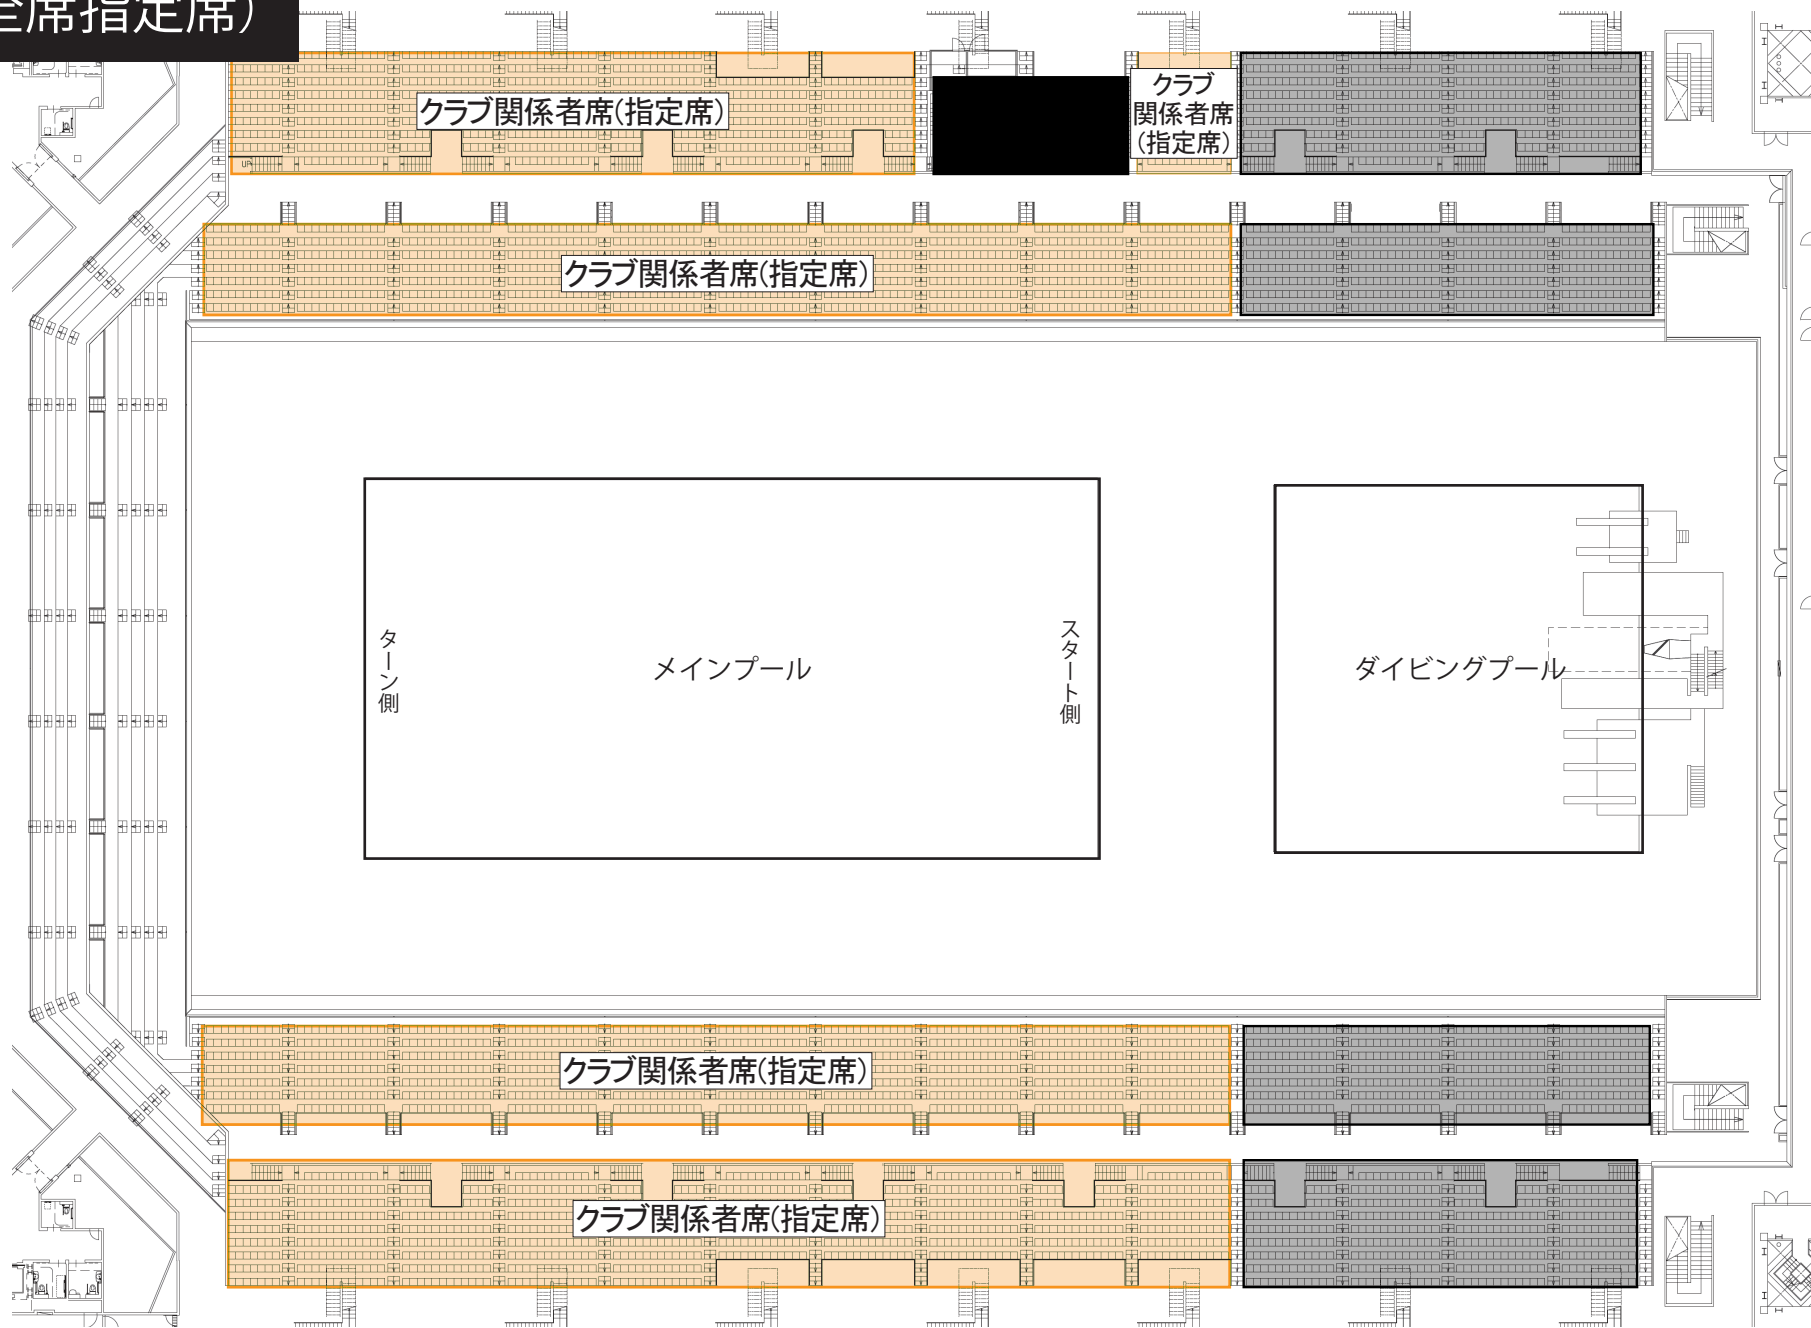 全席指定席)
クラブ関係者席(指定席)
クラブ
関係者席
(指定席)
UP
クラブ関係者席(指定席)
ターン側
メインプール
スタート側
ダイビングプール
クラブ関係者席(指定席)
クラブ関係者席(指定席)